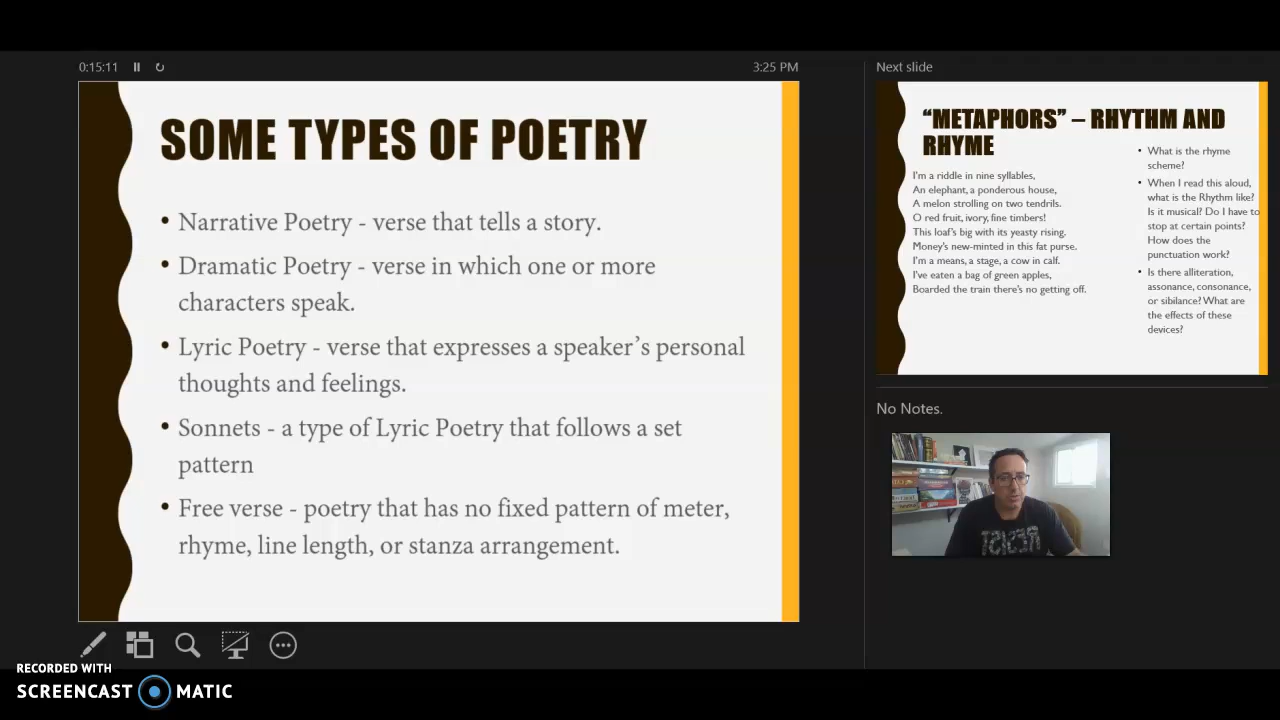 0:15:11
3:25 PM
SOME TYPES OF POETRY
• Narrative Poetry - verse that tells a story.
• Dramatic Poetry - verse in which one or more
characters speak.
• Lyric Poetry - verse that expresses a speaker's personal
thoughts and feelings.
• Sonnets - a type of Lyric Poetry that follows a set
pattern
• Free verse - poetry that has no fixed pattern of meter,
rhyme, line length, or stanza arrangement.
Next slide
“METAPHORS” – RHYTHM AND
RHYME
I'm a riddle in nine syllables,
An elephant, a ponderous house,
A melon strolling on two tendrils.
O red fruit, ivory, fine timbers!
This loaf's big with its yeasty rising.
Money's new-minted in this fat purse.
I'm a means, a stage, a cow in calf.
I've eaten a bag of green apples,
Boarded the train there's no getting off.
• What is the rhyme
scheme?
• When I read this aloud,
what is the Rhythm like?
Is it musical? Do I have to
stop at certain points?
How does the
punctuation work?
• Is there alliteration,
assonance, consonance,
or sibilance? What are
the effects of these
devices?
No Notes.
RECORDED WITH
SCREENCAST MATIC